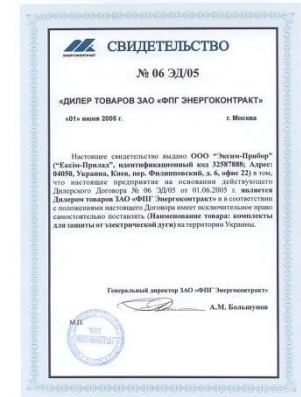 ЭНЕРГОКОНТРАКТ
СВИДЕТЕЛЬСТВО
№ 06 ЭД/05
«ДИЛЕР ТОВАРОВ ЗАО «ФПГ ЭНЕРГОКОНТРАКТ»
«01» июня 2005 г. г. Москва
Настоящее свидетельство выдано ООО “Эксим-Прибор”
(“Ексім-Прилад”, идентификационный код 32587888; Адрес:
04050, Украина, Киев, пер. Филипповский, д. 6, офис 22) в том,
что настоящее предприятие на основании действующего
Дилерского Договора № 06 ЭД/05 от 01.06.2005 г. является
Дилером товаров ЗАО «ФПГ ЭНЕРГОКОНТРАКТ» и в соответствии
с положениями настоящего Договора имеет исключительное право
самостоятельно поставлять (Наименование товара: комплекты
для защиты от электрической дуги) на территории Украины.
Генеральный директор ЗАО «ФПГ Энергоконтракт»
А.М. Большунов
М.П.
"ФПГ
ЭНЕРГОКОНТРАКТ"